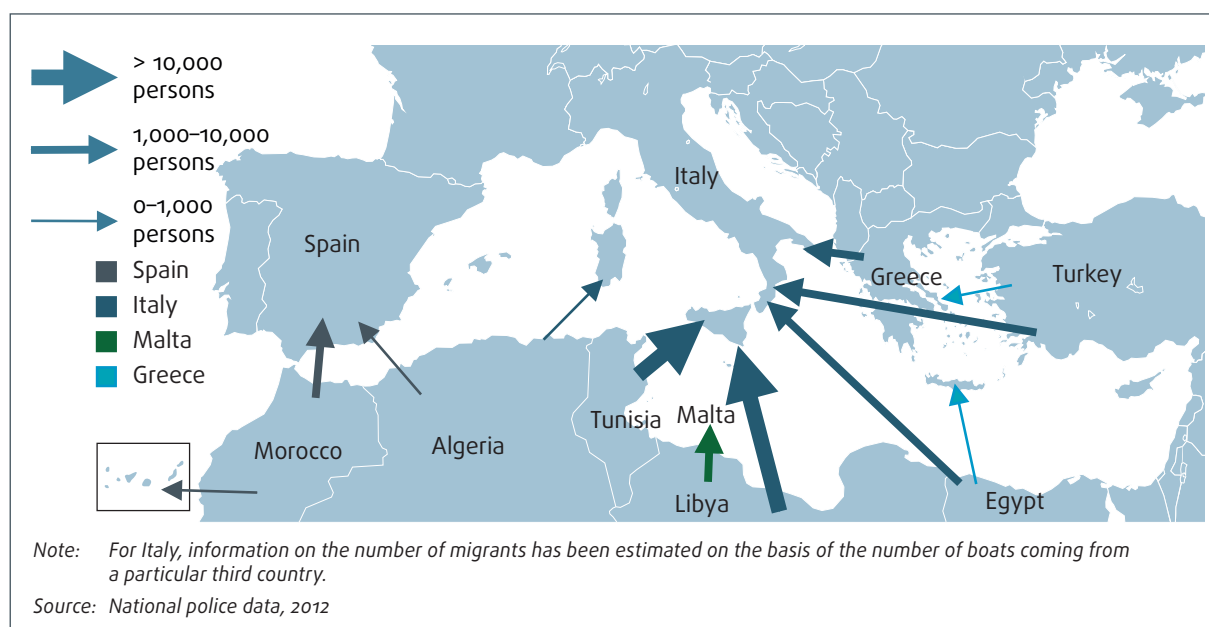 > 10,000
persons
1,000–10,000
persons
0–1,000
persons
Spain
Italy
Malta
Greece
Italy
Spain
Greece
Turkey
Tunisia
Malta
Morocco
Algeria
Libya
Egypt
Note: For Italy, information on the number of migrants has been estimated on the basis of the number of boats coming from
a particular third country.
Source: National police data, 2012